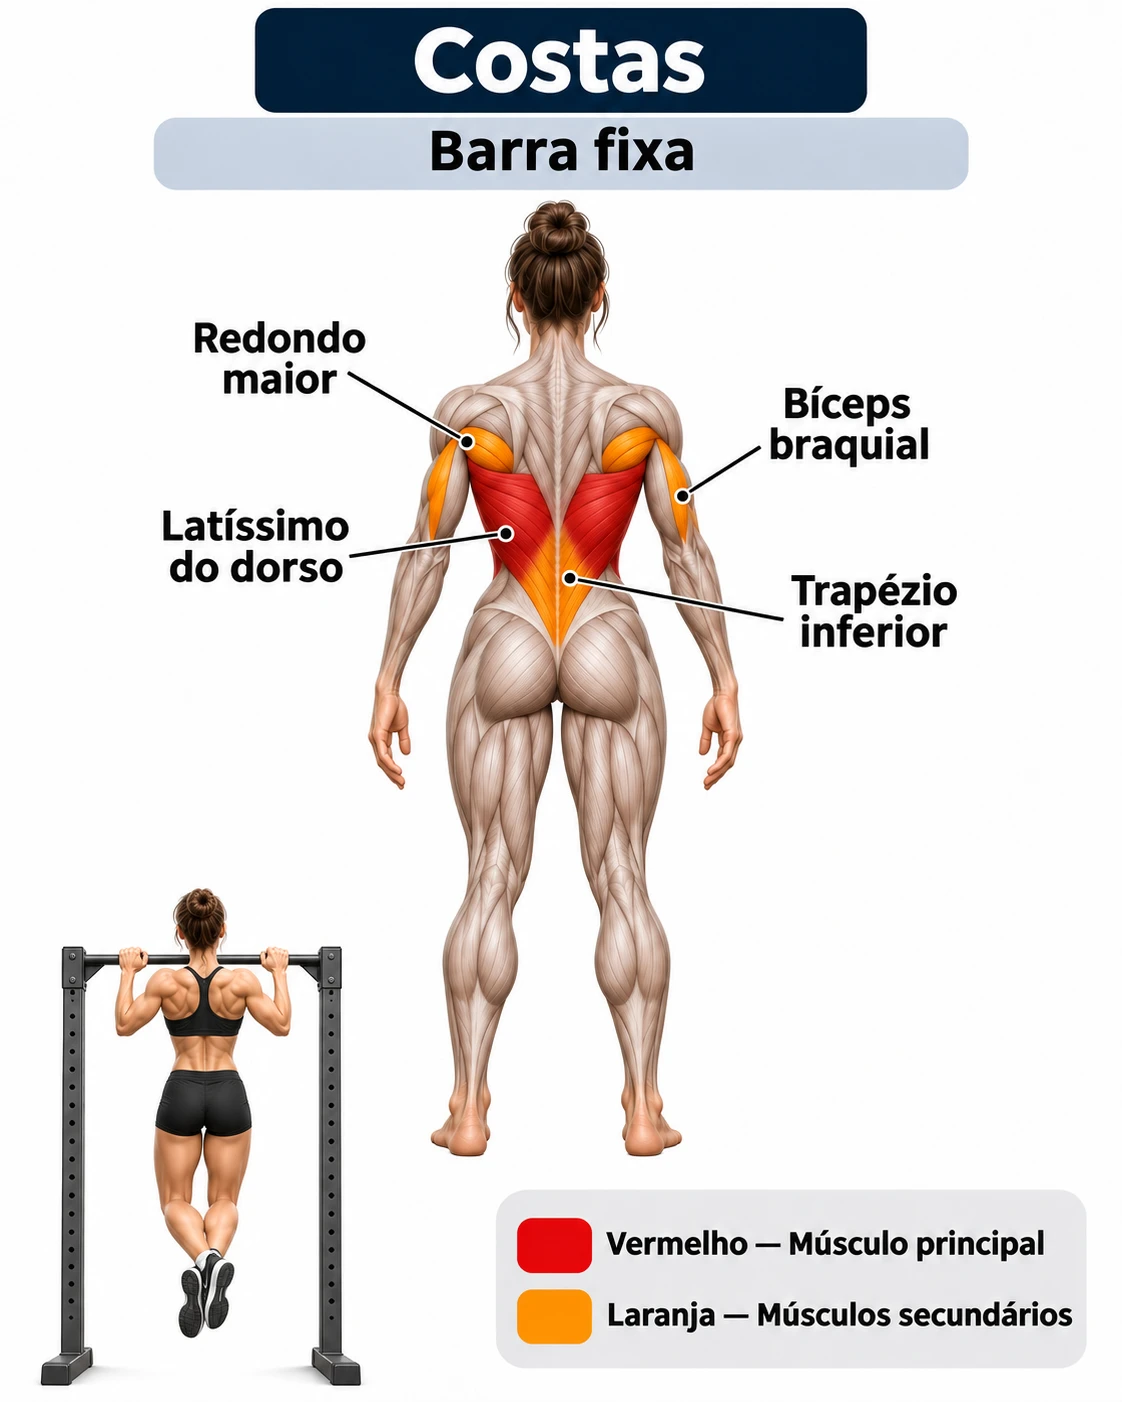 Costas
Barra fixa
Redondo
maior
Bíceps
braquial
Latíssimo
do dorso
Trapézio
inferior
Vermelho — Músculo principal
Laranja — Músculos secundários